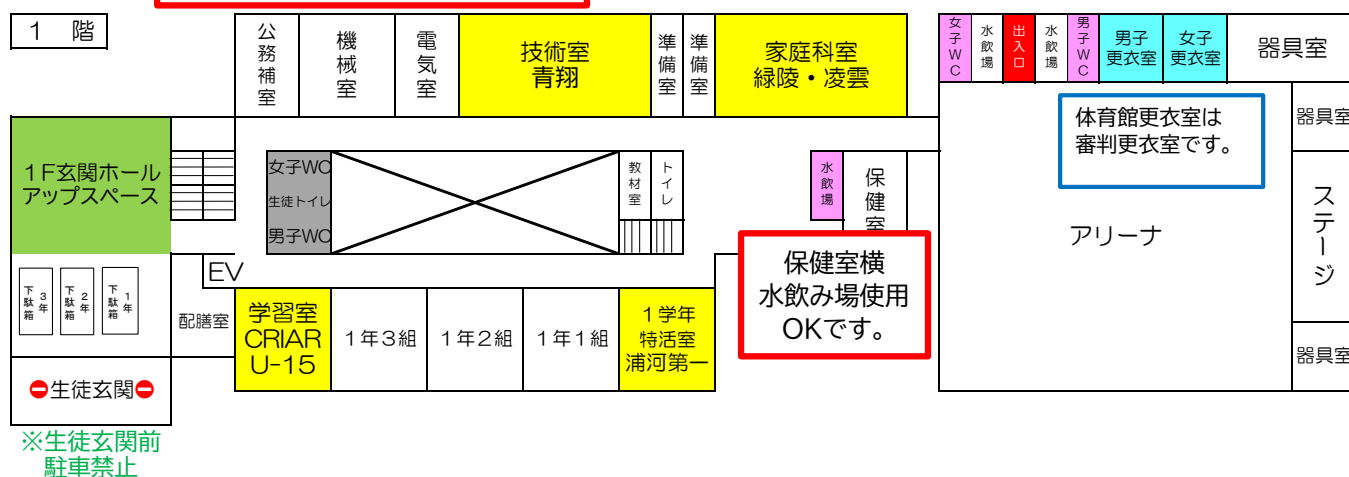 1 階
公務補室
機械室
電気室
技術室
青翔
準備室
準備室
家庭科室
緑陵・凌雲
女子WC
水飲場
出入口
水飲場
男子WC
男子
更衣室
女子
更衣室
器具室
体育館更衣室は
審判更衣室です。
器具室
1F玄関ホール
アップスペース
女子WC
生徒トイレ
男子WC
教材室
トイレ
水飲場
保健室
アリーナ
ステージ
保健室横
水飲み場使用
OKです。
EV
3年
下駄箱
2年
下駄箱
1年
下駄箱
配膳室
学習室
CRIAR
U-15
1年3組
1年2組
1年1組
1学年
特活室
浦河第一
器具室
⛔生徒玄関⛔
※生徒玄関前
駐車禁止